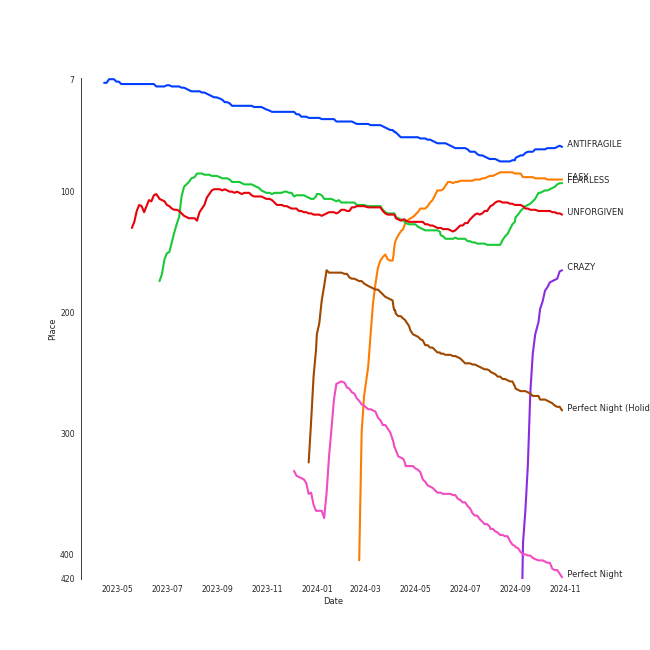 7
100
200
300
400
420
Place
2023-05
2023-07
2023-09
2023-11
2024-01
2024-03
2024-05
2024-07
2024-09
2024-11
Date
ANTIFRAGILE
EASY
FEARLESS
UNFORGIVEN
CRAZY
Perfect Night (Holid
Perfect Night